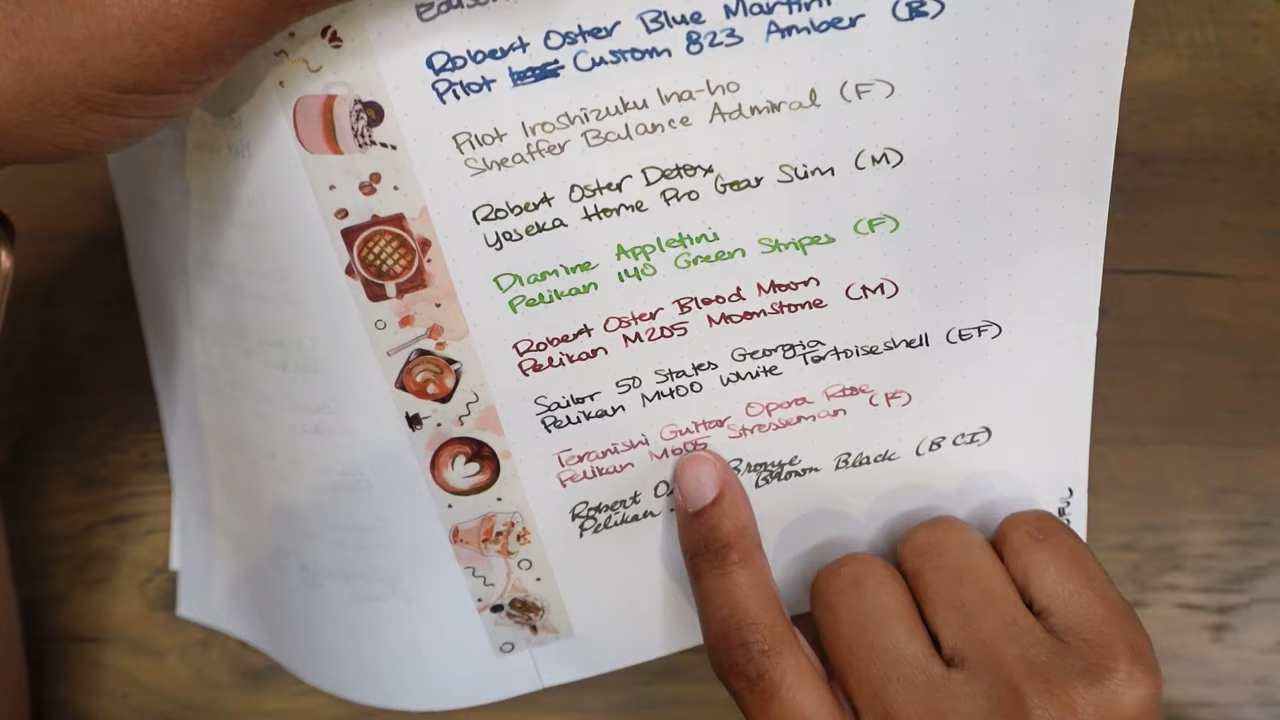 Edison
Robert Oster Blue Martini
Pilot Custom 823 Amber (B)
Pilot Iroshizuku Ina-ho
Sheaffer Balance Admiral (F)
Robert Oster Detox
Yoseka Home Pro Gear Slim (M)
Diamine Appletini
Pelikan 140 Green Stripes (F)
Robert Oster Blood Moon
Pelikan M205 Moonstone (M)
Sailor 50 States Georgia
Pelikan M400 White Tortoiseshell (EF)
Teranishi Guitar Opera Rose
Pelikan M605 Stresseman (F)
Robert Bronze
Pelikan Brown Black (B CI)